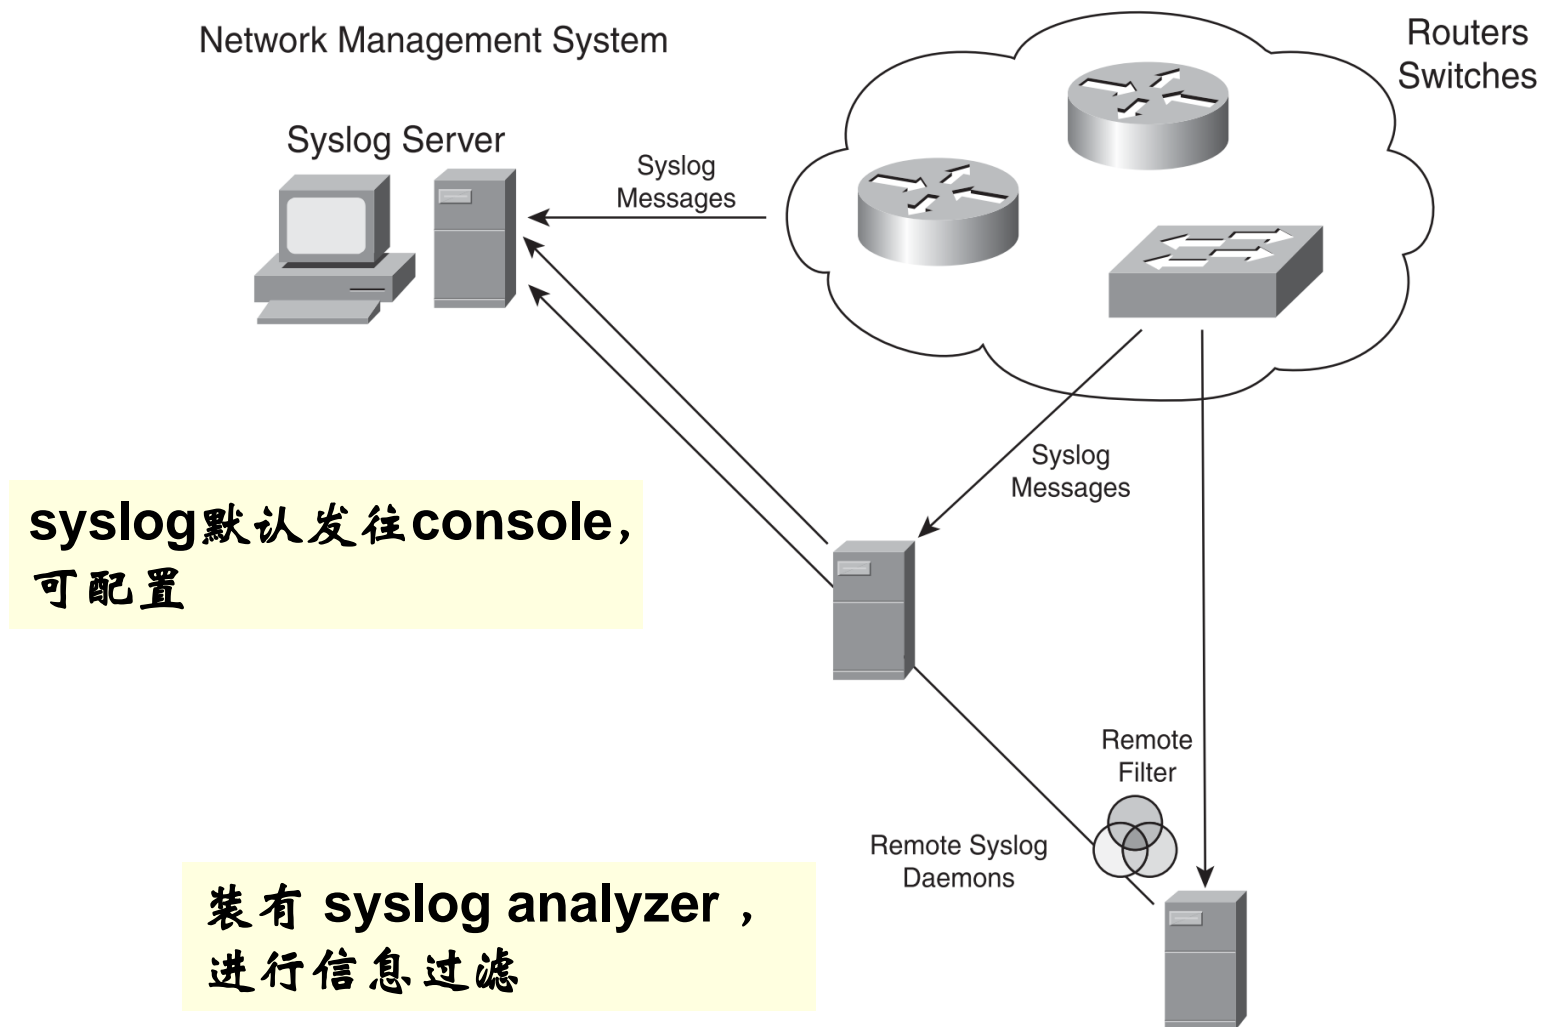 Network Management System
Routers
Switches
Syslog Server
Syslog
Messages
Syslog
Messages
syslog默认发往console，
可配置
Remote
Filter
Remote Syslog
Daemons
装有 syslog analyzer ，
进行信息过滤